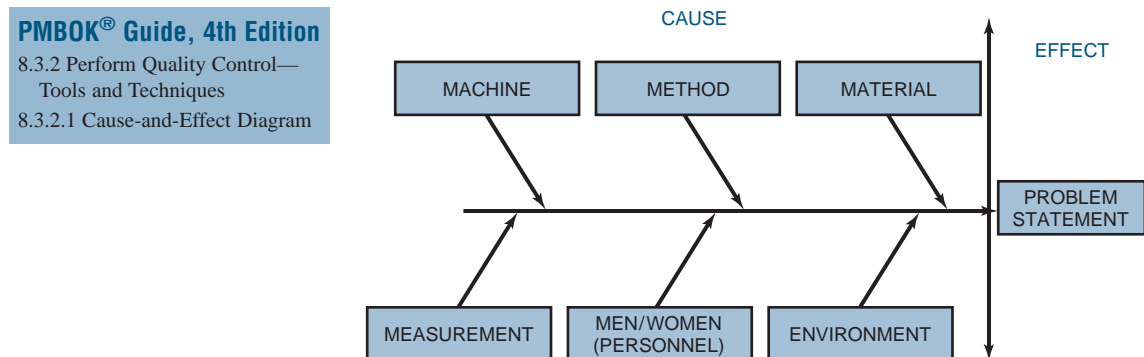 PMBOK® Guide, 4th Edition
8.3.2 Perform Quality Control—
Tools and Techniques
8.3.2.1 Cause-and-Effect Diagram
CAUSE
EFFECT
MACHINE
METHOD
MATERIAL
PROBLEM
STATEMENT
MEASUREMENT
MEN/WOMEN
(PERSONNEL)
ENVIRONMENT